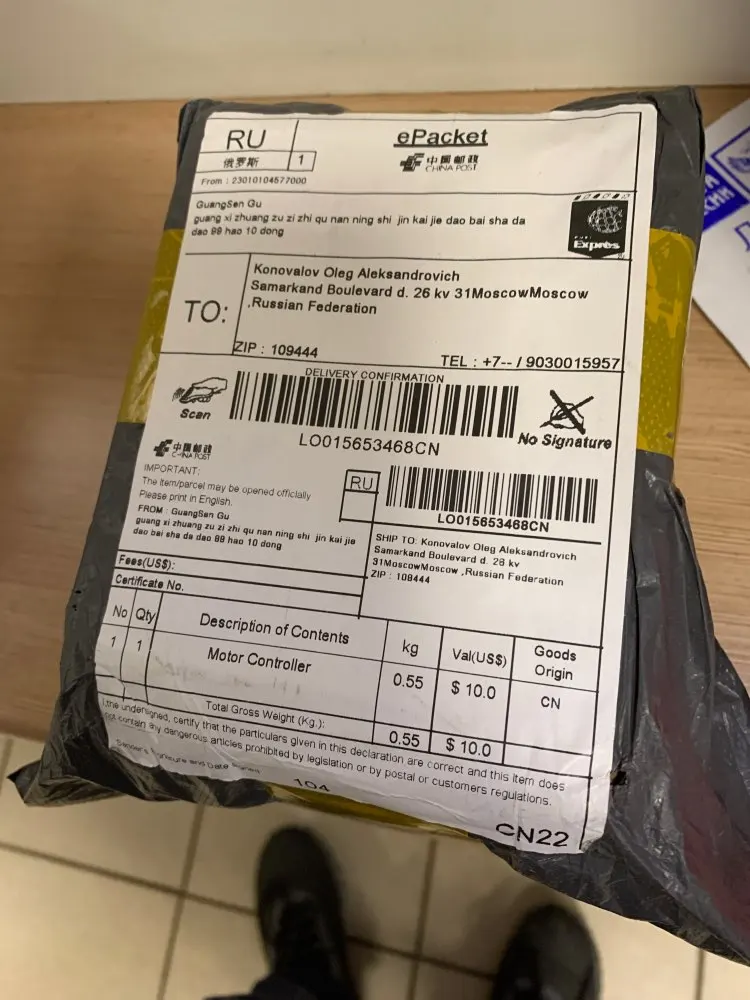 RU
俄罗斯
1
ePacket
中国邮政
CHINA POST
From : 23010104577000
GuangSen Gu
guang xi zhuang zu zi zhi qu nan ning shi jin kai jie dao bai sha da
dao 99 hao 10 dong
Expres
TO:
Konovalov Oleg Aleksandrovich
Samarkand Boulevard d. 26 kv 31MoscowMoscow
,Russian Federation
ZIP : 109444
TEL : +7-- / 9030015957
DELIVERY CONFIRMATION
Scan
LO015653468CN
No Signature
中国邮政
CHINA POST
IMPORTANT:
The item/parcel may be opened officially
Please print in English.
RU
LO015653468CN
FROM : GuangSen Gu
guang xi zhuang zu zi zhi qu nan ning shi jin kai jie
dao bai sha da dao 99 hao 10 dong
SHIP TO: Konovalov Oleg Aleksandrovich
Samarkand Boulevard d. 26 kv
31MoscowMoscow ,Russian Federation
ZIP : 109444
Fees(US$):
Certificate No.
No Qty Description of Contents kg Val(US$) Goods Origin
1 1 Motor Controller 0.55 $ 10.0 CN
Total Gross Weight (Kg.): 0.55 $ 10.0
I,the undersigned, certify that the particulars given in this declaration are correct and this item does
not contain any dangerous articles prohibited by legislation or by postal or customers regulations.
Sender's Signature and Date Signed
104
CN22